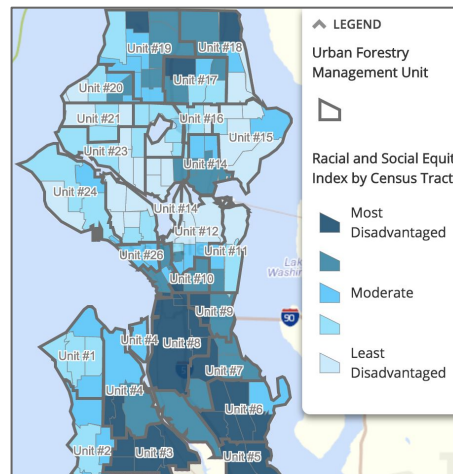 LEGEND
Urban Forestry
Management Unit
Racial and Social Equit
Index by Census Tract
Most
Disadvantaged
Moderate
Least
Disadvantaged
Unit #19
Unit #18
Unit #17
Unit #20
Unit #21
Unit #16
Unit #15
Unit #23
Unit #14
Unit #24
Unit #14
Unit #12
Unit #11
Unit #26
Unit #10
Unit #9
Unit #4
Unit #8
Unit #1
Unit #7
Unit #4
Unit #6
Unit #2
Unit #3
Unit #5
90